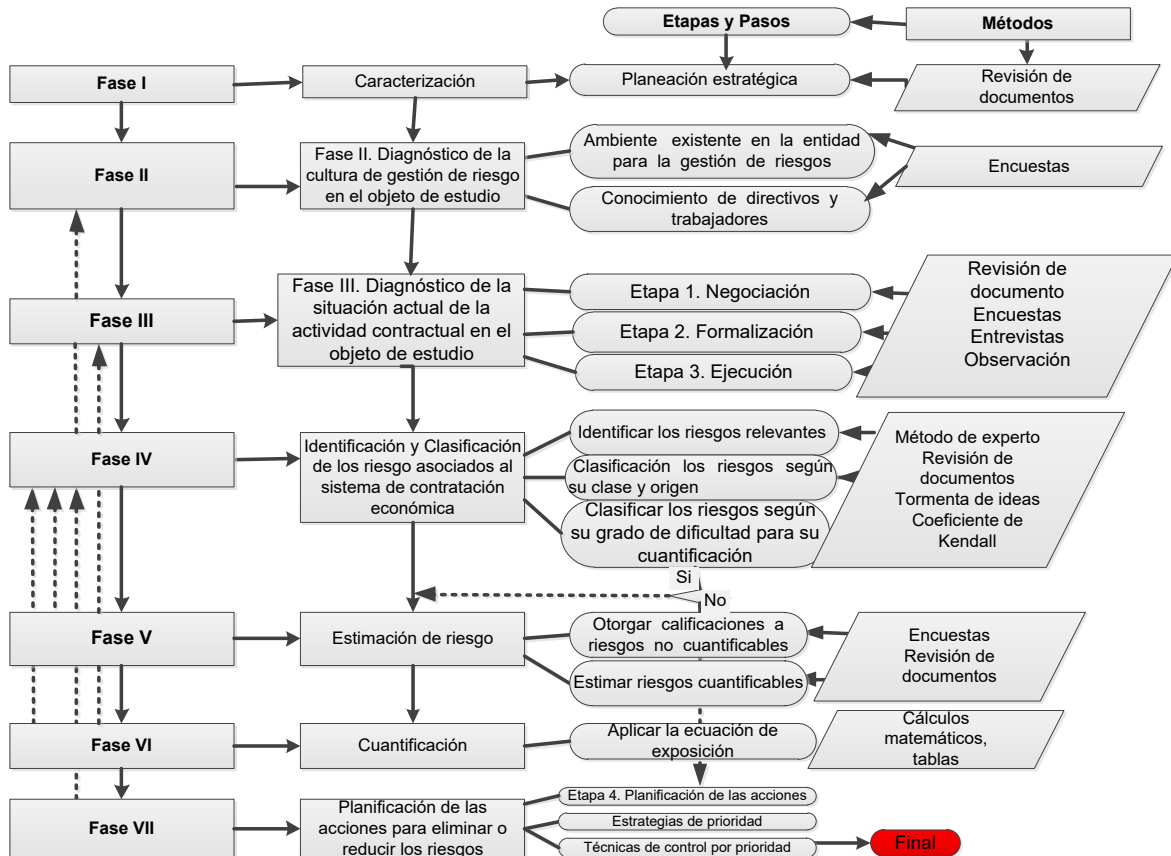 Etapas y Pasos
Métodos
Fase I
Caracterización
Planeación estratégica
Revisión de
documentos
Fase II
Fase II. Diagnóstico de la
cultura de gestión de riesgo
en el objeto de estudio
Ambiente existente en la entidad
para la gestión de riesgos
Conocimiento de directivos y
trabajadores
Encuestas
Fase III
Fase III. Diagnóstico de la
situación actual de la
actividad contractual en el
objeto de estudio
Etapa 1. Negociación
Etapa 2. Formalización
Etapa 3. Ejecución
Revisión de
documento
Encuestas
Entrevistas
Observación
Fase IV
Identificación y Clasificación
de los riesgo asociados al
sistema de contratación
económica
Identificar los riesgos relevantes
Clasificación los riesgos según
su clase y origen
Clasificar los riesgos según
su grado de dificultad para su
cuantificación
Método de experto
Revisión de
documentos
Tormenta de ideas
Coeficiente de
Kendall
Si
No
Fase V
Estimación de riesgo
Otorgar calificaciones a
riesgos no cuantificables
Estimar riesgos cuantificables
Encuestas
Revisión de
documentos
Fase VI
Cuantificación
Aplicar la ecuación de
exposición
Cálculos
matemáticos,
tablas
Fase VII
Planificación de las
acciones para eliminar o
reducir los riesgos
Etapa 4. Planificación de las acciones
Estrategias de prioridad
Técnicas de control por prioridad
Final